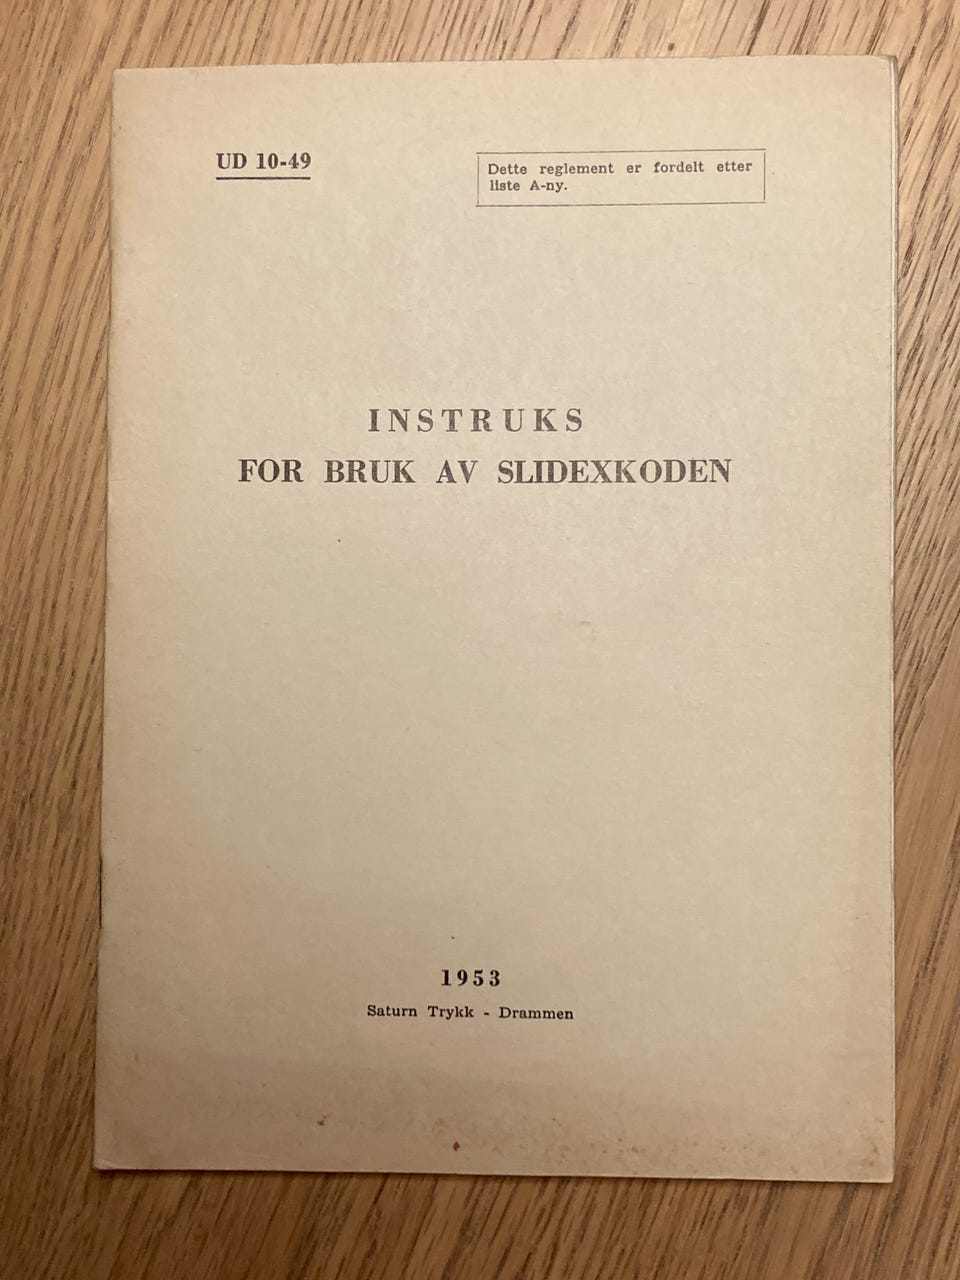 UD 10-49
Dette reglement er fordelt etter
liste A-ny.
INSTRUKS
FOR BRUK AV SLIDEXKODEN
1953
Saturn Trykk - Drammen